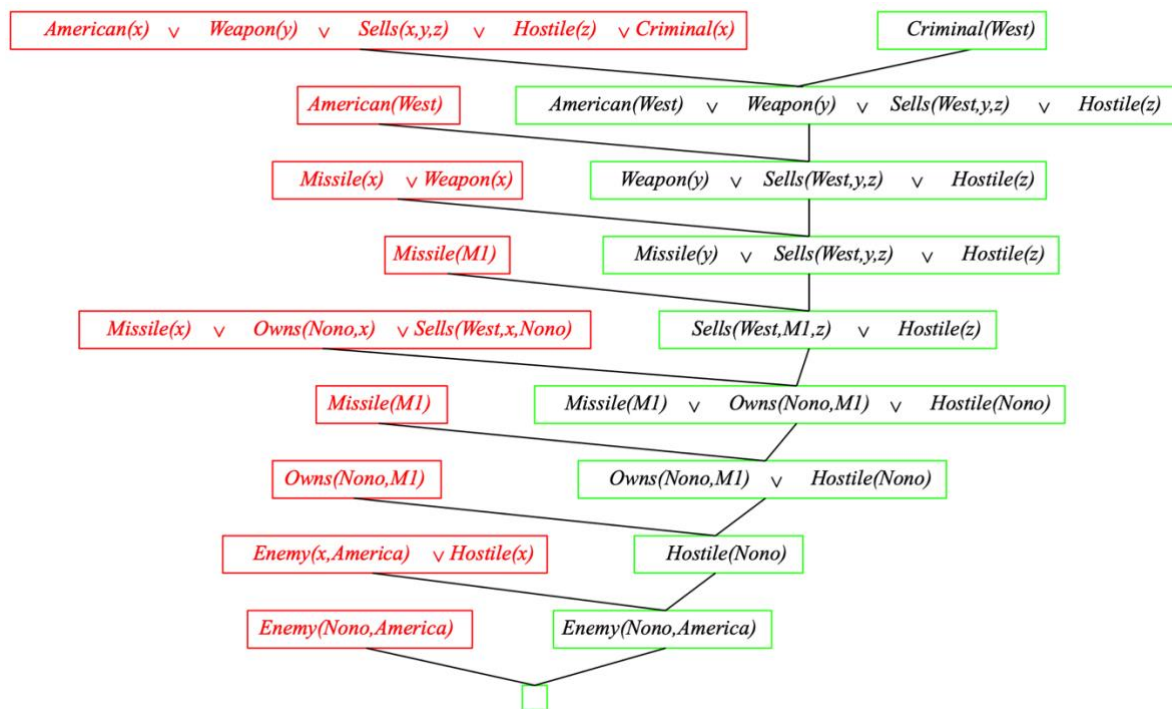 American(x) ∨ Weapon(y) ∨ Sells(x,y,z) ∨ Hostile(z) ∨ Criminal(x)
Criminal(West)
American(West)
American(West) ∨ Weapon(y) ∨ Sells(West,y,z) ∨ Hostile(z)
Missile(x) ∨ Weapon(x)
Weapon(y) ∨ Sells(West,y,z) ∨ Hostile(z)
Missile(M1)
Missile(y) ∨ Sells(West,y,z) ∨ Hostile(z)
Missile(x) ∨ Owns(Nono,x) ∨ Sells(West,x,Nono)
Sells(West,M1,z) ∨ Hostile(z)
Missile(M1)
Missile(M1) ∨ Owns(Nono,M1) ∨ Hostile(Nono)
Owns(Nono,M1)
Owns(Nono,M1) ∨ Hostile(Nono)
Enemy(x,America) ∨ Hostile(x)
Hostile(Nono)
Enemy(Nono,America)
Enemy(Nono,America)